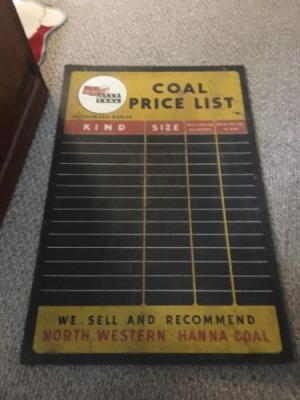 HANNA
COAL
COAL
PRICE LIST
AUTHORIZED DEALER
KIND SIZE
WE SELL AND RECOMMEND
NORTH WESTERN - HANNA COAL